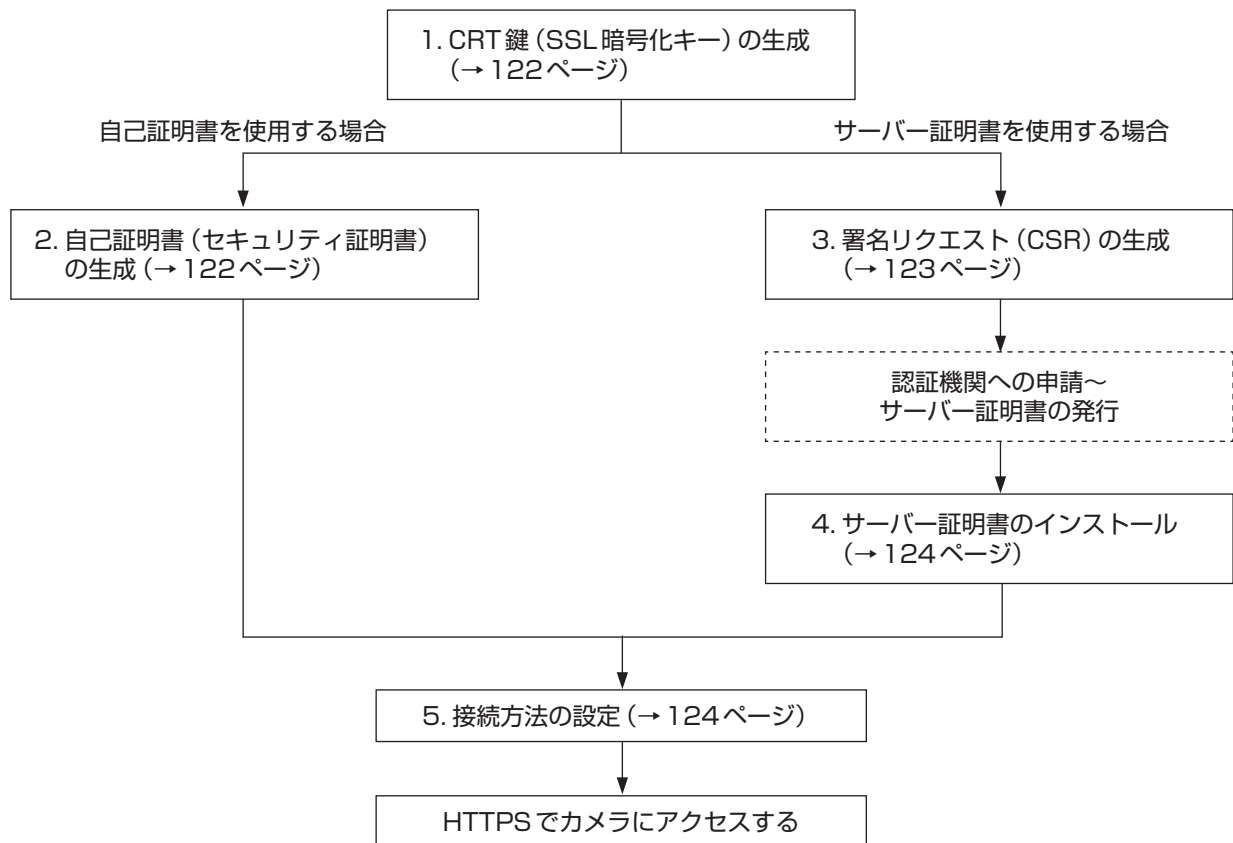 1. CRT鍵（SSL暗号化キー）の生成
（→122ページ）
自己証明書を使用する場合
サーバー証明書を使用する場合
2. 自己証明書（セキュリティ証明書）
の生成（→122ページ）
3. 署名リクエスト（CSR）の生成
（→123ページ）
認証機関への申請～
サーバー証明書の発行
4. サーバー証明書のインストール
（→124ページ）
5. 接続方法の設定（→124ページ）
HTTPSでカメラにアクセスする